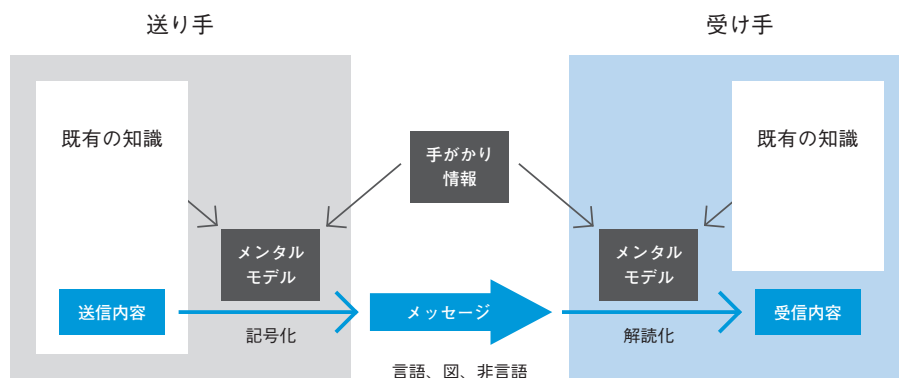 送り手
受け手
既有の知識
手がかり
情報
既有の知識
メンタル
モデル
メンタル
モデル
送信内容
メッセージ
受信内容
記号化
解読化
言語、図、非言語